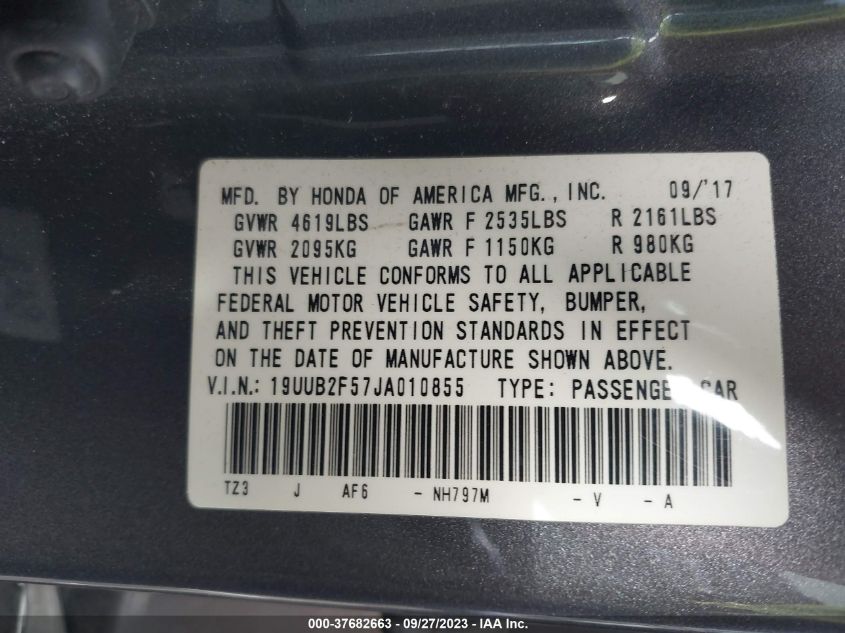 MFD. BY HONDA OF AMERICA MFG., INC. 09/'17
GVWR 4619LBS GAWR F 2535LBS R 2161LBS
GVWR 2095KG GAWR F 1150KG R 980KG
THIS VEHICLE CONFORMS TO ALL APPLICABLE
FEDERAL MOTOR VEHICLE SAFETY, BUMPER,
AND THEFT PREVENTION STANDARDS IN EFFECT
ON THE DATE OF MANUFACTURE SHOWN ABOVE.
V.I.N.: 19UUB2F57JA010855 TYPE: PASSENGER CAR
TZ3 J AF6 - NH797M - V - A
000-37682663 - 09/27/2023 - IAA Inc.